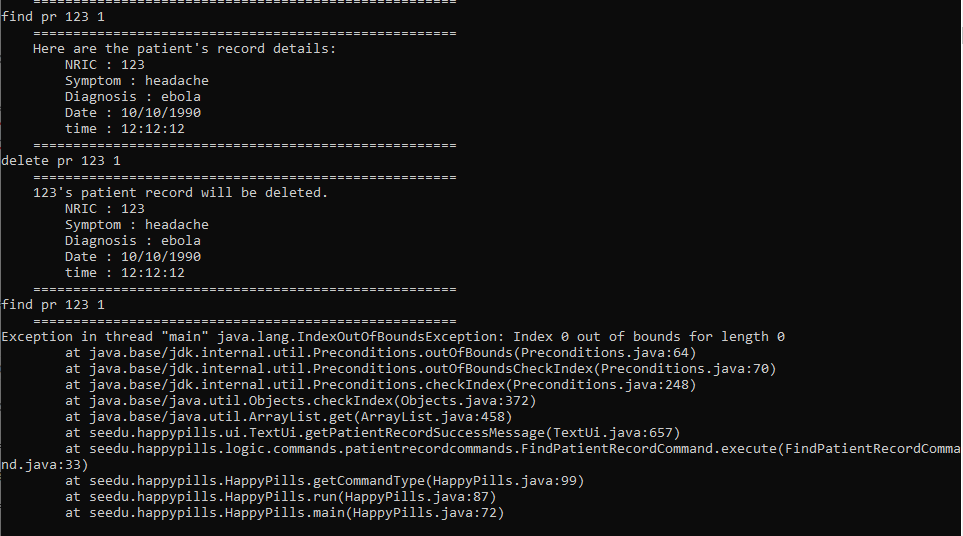 =====================================================
find pr 123 1
    =====================================================
    Here are the patient's record details:
        NRIC : 123
        Symptom : headache
        Diagnosis : ebola
        Date : 10/10/1990
        time : 12:12:12
    =====================================================
delete pr 123 1
    =====================================================
    123's patient record will be deleted.
        NRIC : 123
        Symptom : headache
        Diagnosis : ebola
        Date : 10/10/1990
        time : 12:12:12
    =====================================================
find pr 123 1
    =====================================================
Exception in thread "main" java.lang.IndexOutOfBoundsException: Index 0 out of bounds for length 0
        at java.base/jdk.internal.util.Preconditions.outOfBounds(Preconditions.java:64)
        at java.base/jdk.internal.util.Preconditions.outOfBoundsCheckIndex(Preconditions.java:70)
        at java.base/jdk.internal.util.Preconditions.checkIndex(Preconditions.java:248)
        at java.base/java.util.Objects.checkIndex(Objects.java:372)
        at java.base/java.util.ArrayList.get(ArrayList.java:458)
        at seedu.happypills.ui.TextUi.getPatientRecordSuccessMessage(TextUi.java:657)
        at seedu.happypills.logic.commands.patientrecordcommands.FindPatientRecordCommand.execute(FindPatientRecordComma
nd.java:33)
        at seedu.happypills.HappyPills.getCommandType(HappyPills.java:99)
        at seedu.happypills.HappyPills.run(HappyPills.java:87)
        at seedu.happypills.HappyPills.main(HappyPills.java:72)